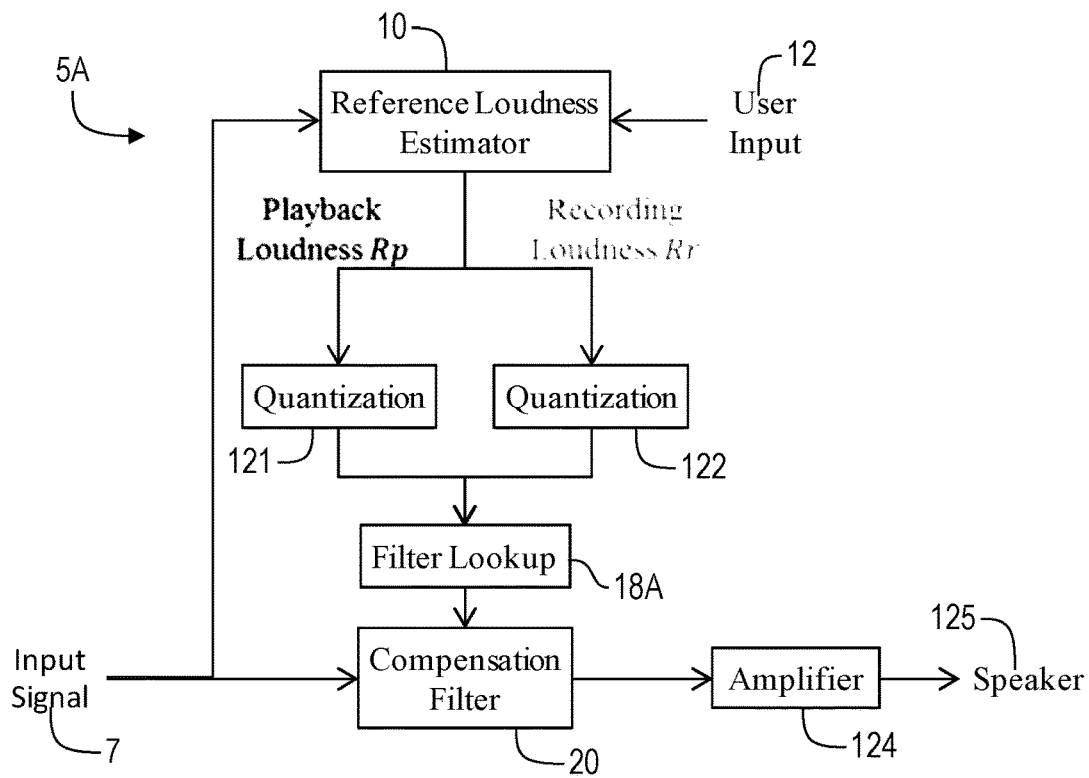 10
5A
12
Reference Loudness
Estimator
User
Input
Playback
Loudness Rp
Recording
Loudness Rr
Quantization
Quantization
121
122
Filter Lookup
18A
125
Input
Signal
Compensation
Filter
Amplifier
Speaker
7
20
124